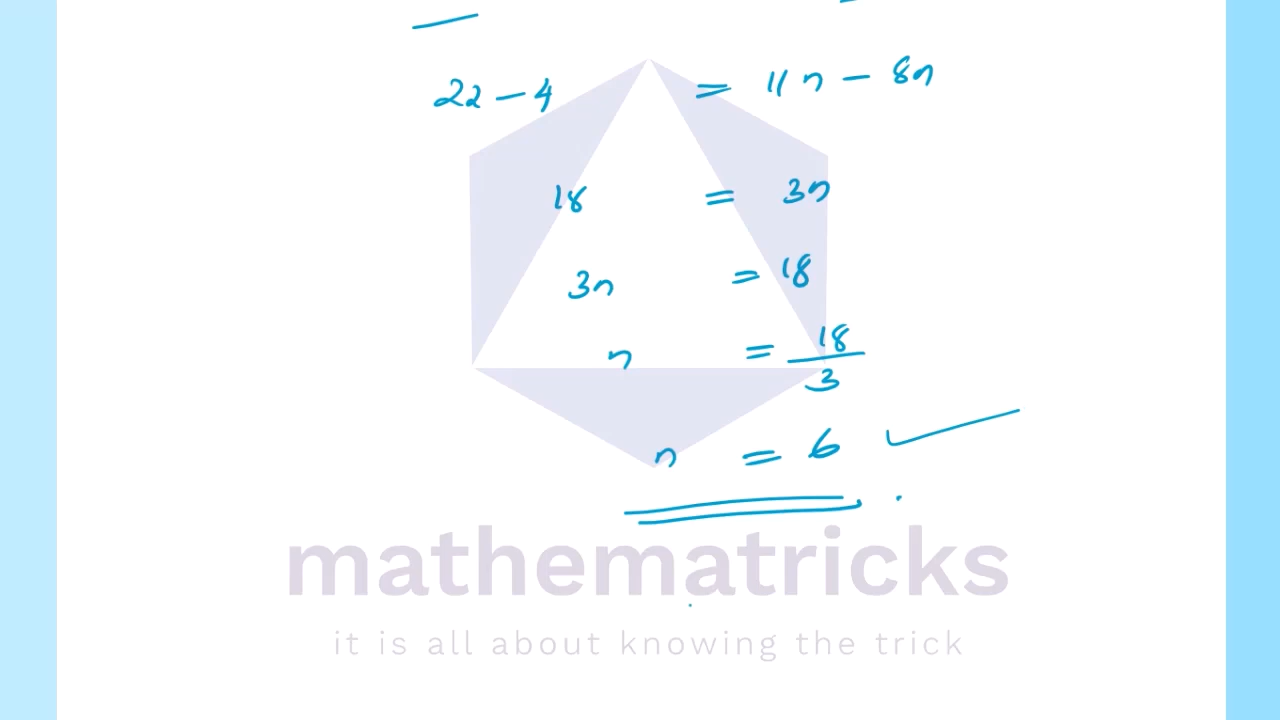 22 - 4 = 11n - 8n
18 = 3n
3n = 18
n = 18/3
n = 6
mathematricks
it is all about knowing the trick